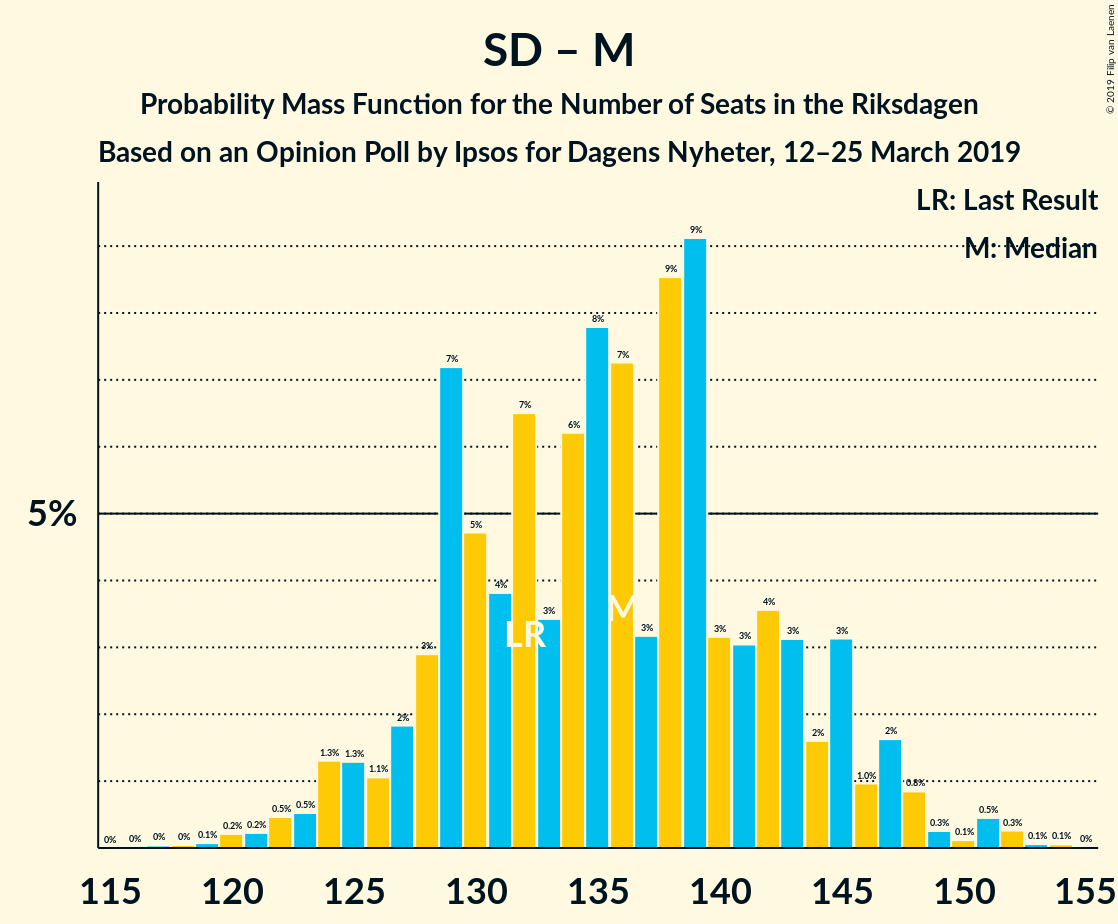 SD – M
Probability Mass Function for the Number of Seats in the Riksdagen
Based on an Opinion Poll by Ipsos for Dagens Nyheter, 12–25 March 2019
© 2019 Filip van Laenen
LR: Last Result
M: Median
5%
0% 0% 0% 0% 0.1% 0.2% 0.2% 0.5% 0.5% 1.3% 1.3% 1.1% 2% 3% 7% 5% 4% 7% 3% 6% 8% 7% 3% 9% 9% 3% 3% 4% 3% 2% 3% 1.0% 2% 0.8% 0.3% 0.1% 0.5% 0.3% 0.1% 0.1% 0%
LR M
115 120 125 130 135 140 145 150 155